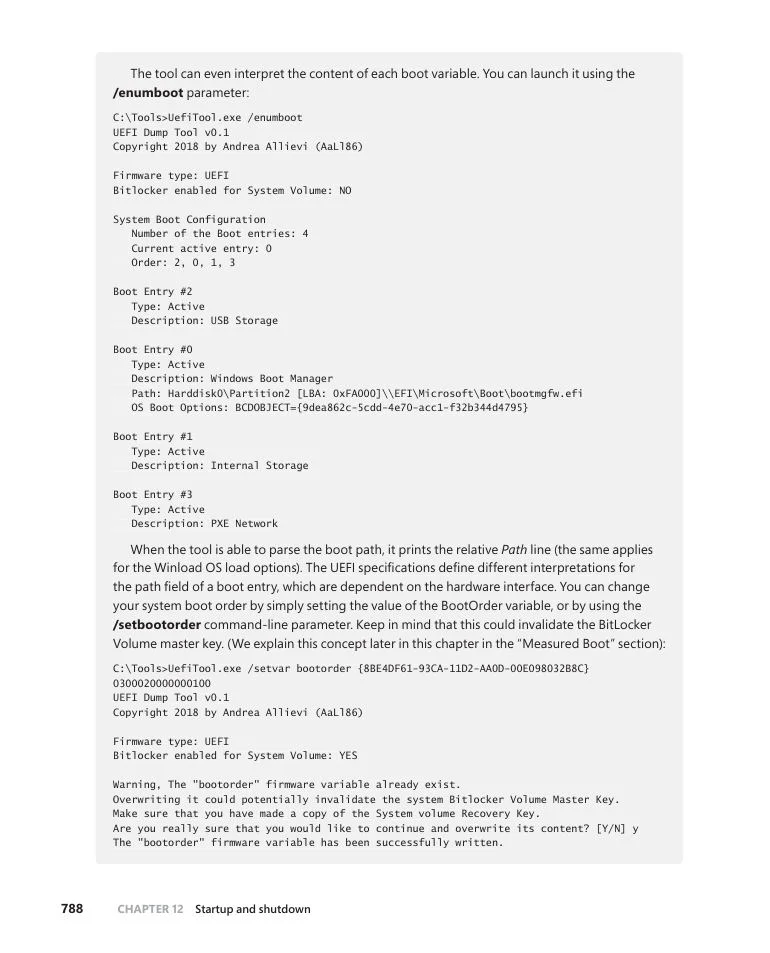 The tool can even interpret the content of each boot variable. You can launch it using the
/enumboot parameter:
C:\Tools>UefiTool.exe /enumboot
UEFI Dump Tool v0.1
Copyright 2018 by Andrea Allievi (AaLl86)
Firmware type: UEFI
Bitlocker enabled for System Volume: NO
System Boot Configuration
Number of the Boot entries: 4
Current active entry: 0
Order: 2, 0, 1, 3
Boot Entry #2
Type: Active
Description: USB Storage
Boot Entry #0
Type: Active
Description: Windows Boot Manager
Path: Harddisk0\Partition2 [LBA: 0xFA000]\\EFI\Microsoft\Boot\bootmgfw.efi
OS Boot Options: BCDOBJECT={9dea862c-5cdd-4e70-acc1-f32b344d4795}
Boot Entry #1
Type: Active
Description: Internal Storage
Boot Entry #3
Type: Active
Description: PXE Network
When the tool is able to parse the boot path, it prints the relative Path line (the same applies
for the Winload OS load options). The UEFI specifications define different interpretations for
the path field of a boot entry, which are dependent on the hardware interface. You can change
your system boot order by simply setting the value of the BootOrder variable, or by using the
/setbootorder command-line parameter. Keep in mind that this could invalidate the BitLocker
Volume master key. (We explain this concept later in this chapter in the “Measured Boot” section):
C:\Tools>UefiTool.exe /setvar bootorder {8BE4DF61-93CA-11D2-AA0D-00E098032B8C}
0300020000000100
UEFI Dump Tool v0.1
Copyright 2018 by Andrea Allievi (AaLl86)
Firmware type: UEFI
Bitlocker enabled for System Volume: YES
Warning, The "bootorder" firmware variable already exist.
Overwriting it could potentially invalidate the system Bitlocker Volume Master Key.
Make sure that you have made a copy of the System volume Recovery Key.
Are you really sure that you would like to continue and overwrite its content? [Y/N] y
The "bootorder" firmware variable has been successfully written.
788 CHAPTER 12 Startup and shutdown